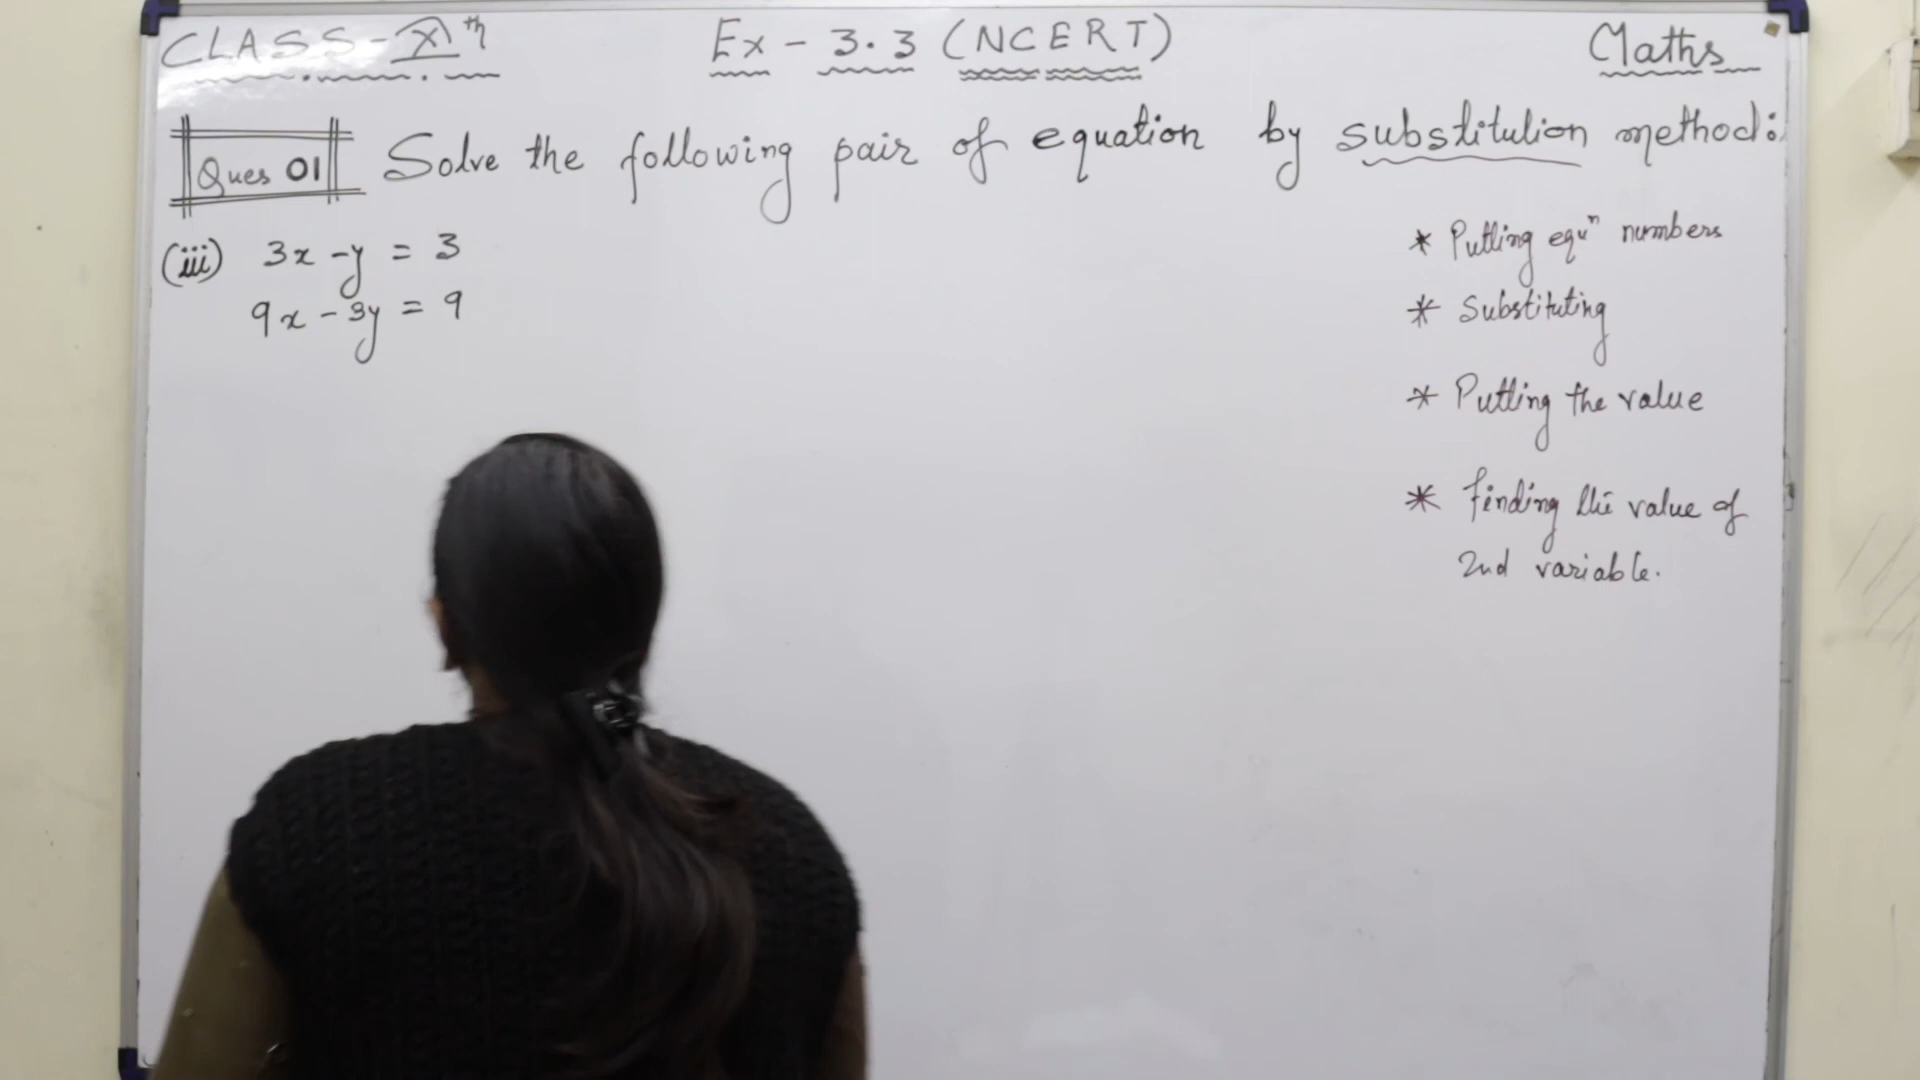 CLASS-Xth Ex-3.3 (NCERT) Maths
Ques 01 Solve the following pair of equation by substitution method:
(iii) 3x - y = 3
9x - 3y = 9
* Putting equⁿ numbers
* Substituting
* Putting the value
* finding the value of
2nd variable.